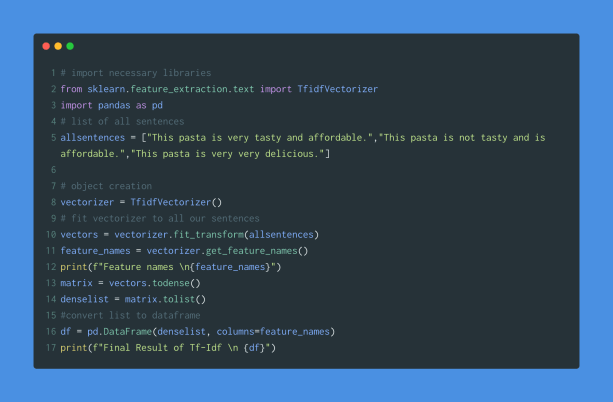 1 # import necessary libraries
2 from sklearn.feature_extraction.text import TfidfVectorizer
3 import pandas as pd
4 # list of all sentences
5 allsentences = ["This pasta is very tasty and affordable.","This pasta is not tasty and is
affordable.","This pasta is very very delicious."]
6
7 # object creation
8 vectorizer = TfidfVectorizer()
9 # fit vectorizer to all our sentences
10 vectors = vectorizer.fit_transform(allsentences)
11 feature_names = vectorizer.get_feature_names()
12 print(f"Feature names \n{feature_names}")
13 matrix = vectors.todense()
14 denselist = matrix.tolist()
15 #convert list to dataframe
16 df = pd.DataFrame(denselist, columns=feature_names)
17 print(f"Final Result of Tf-Idf \n {df}")